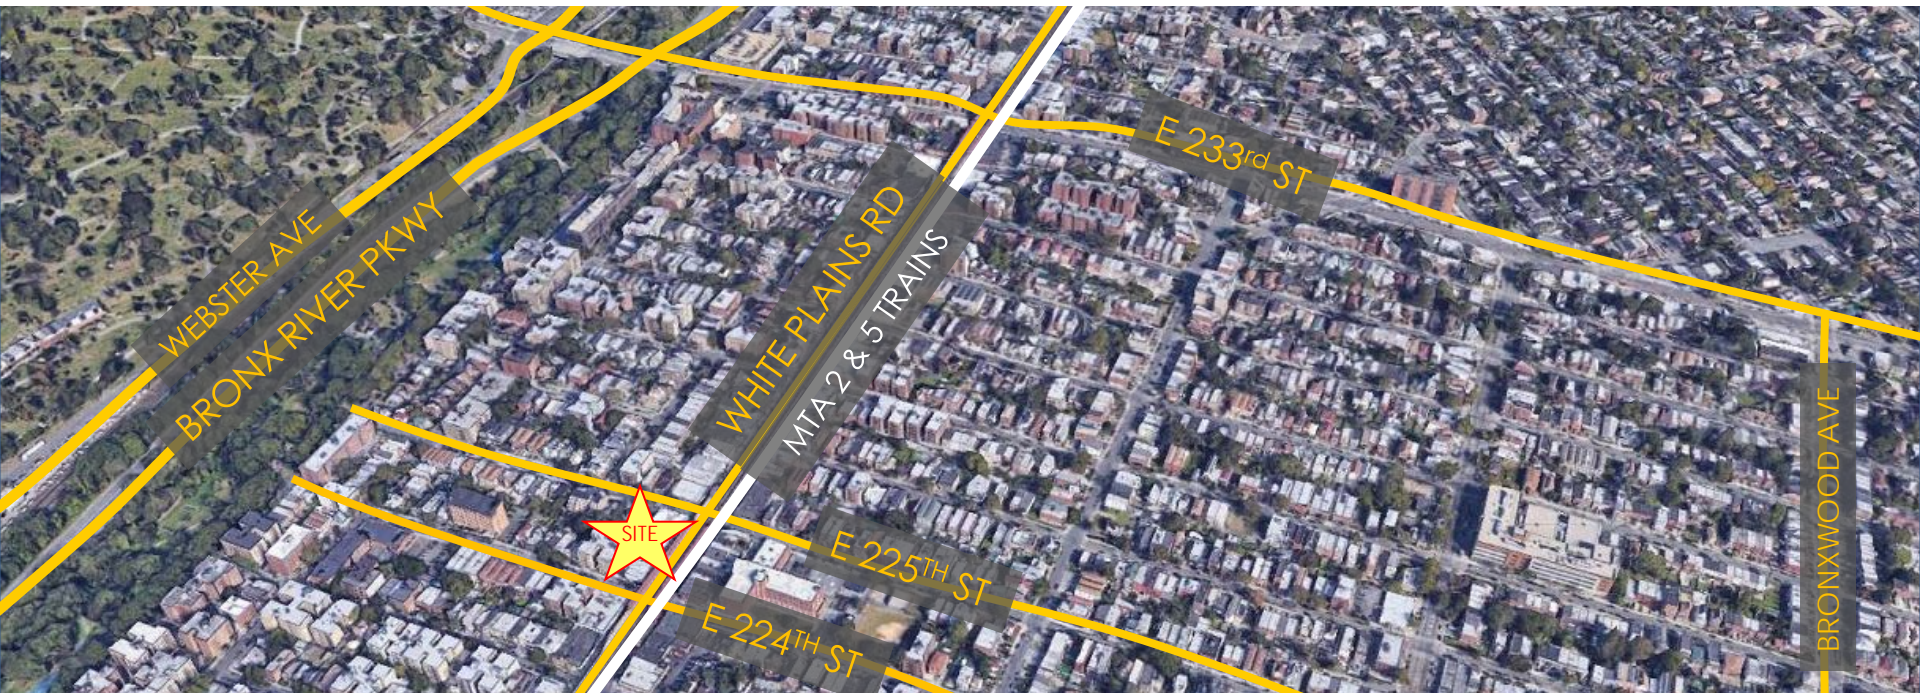 E 233rd ST
WEBSTER AVE
BRONX RIVER PKWY
WHITE PLAINS RD
MTA 2 & 5 TRAINS
SITE
E 225TH ST
E 224TH ST
BRONXWOOD AVE